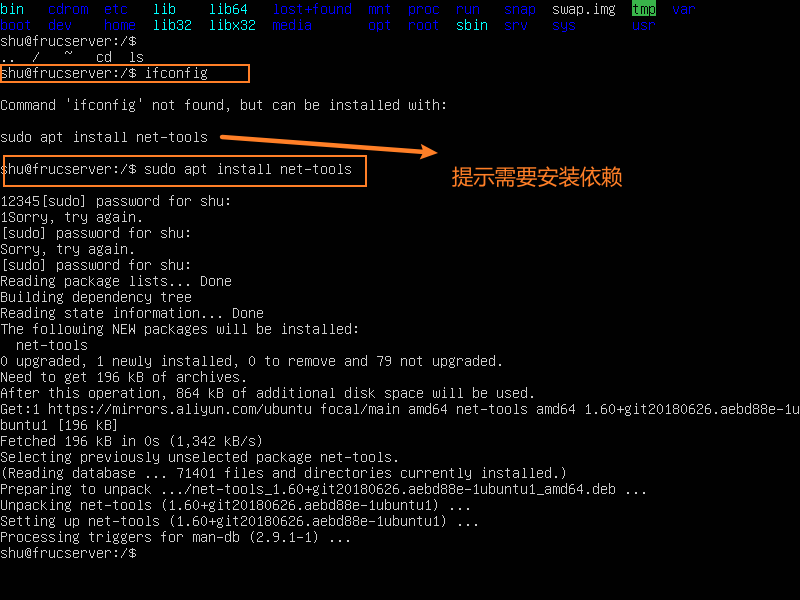 bin cdrom etc lib lib64 lost+found mnt proc run snap swap.img tmp var
boot dev home lib32 libx32 media opt root sbin srv sys usr
shu@frucserver:/$
.. / ~ cd ls
shu@frucserver:/$ ifconfig
Command 'ifconfig' not found, but can be installed with:
sudo apt install net-tools
shu@frucserver:/$ sudo apt install net-tools
提示需要安装依赖
12345[sudo] password for shu:
1Sorry, try again.
[sudo] password for shu:
Sorry, try again.
[sudo] password for shu:
Reading package lists... Done
Building dependency tree
Reading state information... Done
The following NEW packages will be installed:
net-tools
0 upgraded, 1 newly installed, 0 to remove and 79 not upgraded.
Need to get 196 kB of archives.
After this operation, 864 kB of additional disk space will be used.
Get:1 https://mirrors.aliyun.com/ubuntu focal/main amd64 net-tools amd64 1.60+git20180626.aebd88e-1u
buntu1 [196 kB]
Fetched 196 kB in 0s (1,342 kB/s)
Selecting previously unselected package net-tools.
(Reading database ... 71401 files and directories currently installed.)
Preparing to unpack .../net-tools_1.60+git20180626.aebd88e-1ubuntu1_amd64.deb ...
Unpacking net-tools (1.60+git20180626.aebd88e-1ubuntu1) ...
Setting up net-tools (1.60+git20180626.aebd88e-1ubuntu1) ...
Processing triggers for man-db (2.9.1-1) ...
shu@frucserver:/$